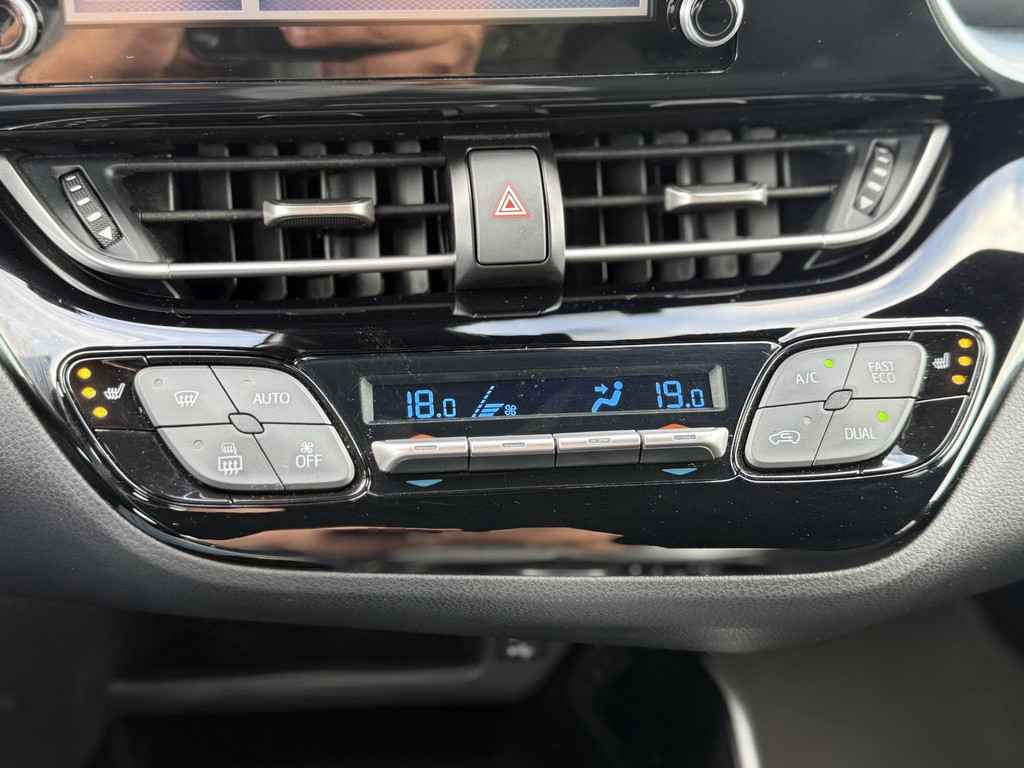 AUTO
OFF
18.0
19.0
A/C
FAST
ECO
DUAL